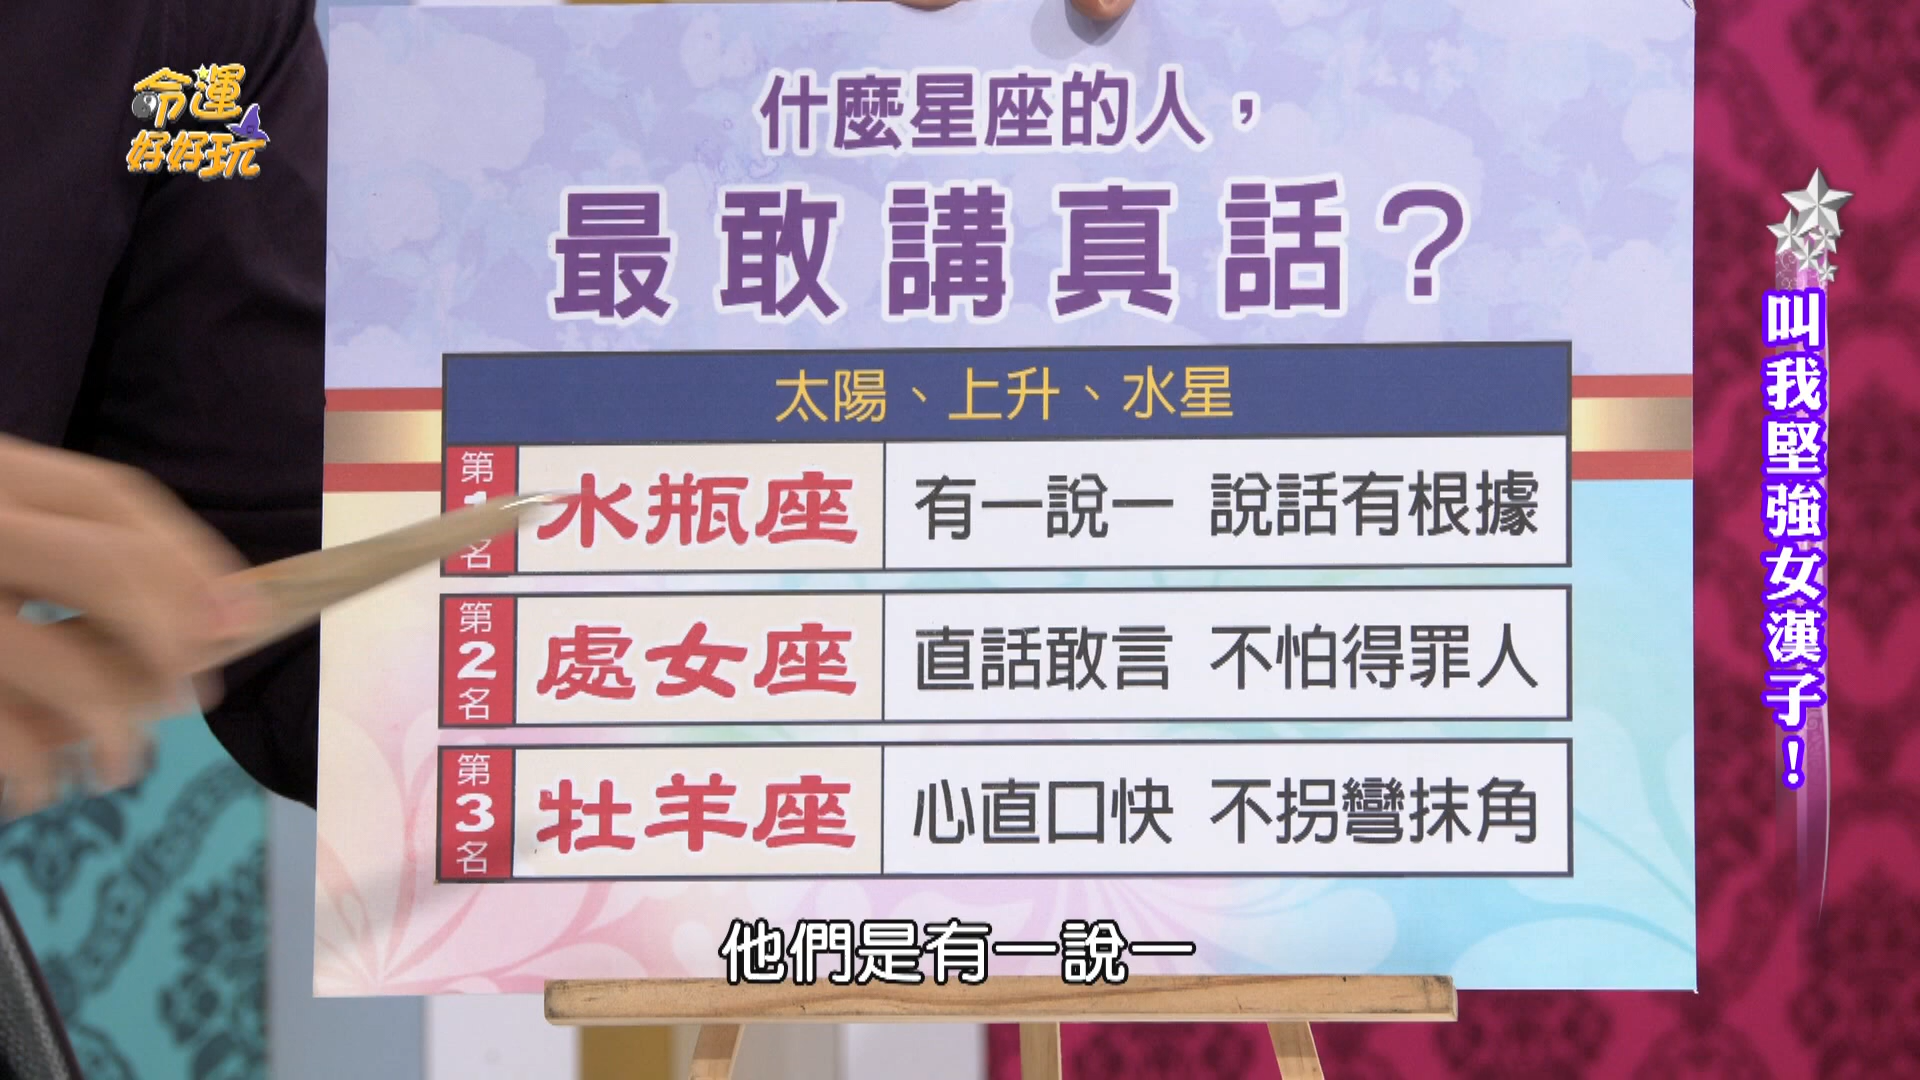 命運
好好玩
什麼星座的人，
最敢講真話？
太陽、上升、水星
第1名 水瓶座 有一說一 說話有根據
第2名 處女座 直話敢言 不怕得罪人
第3名 牡羊座 心直口快 不拐彎抹角
叫我堅強女漢子！
他們是有一說一